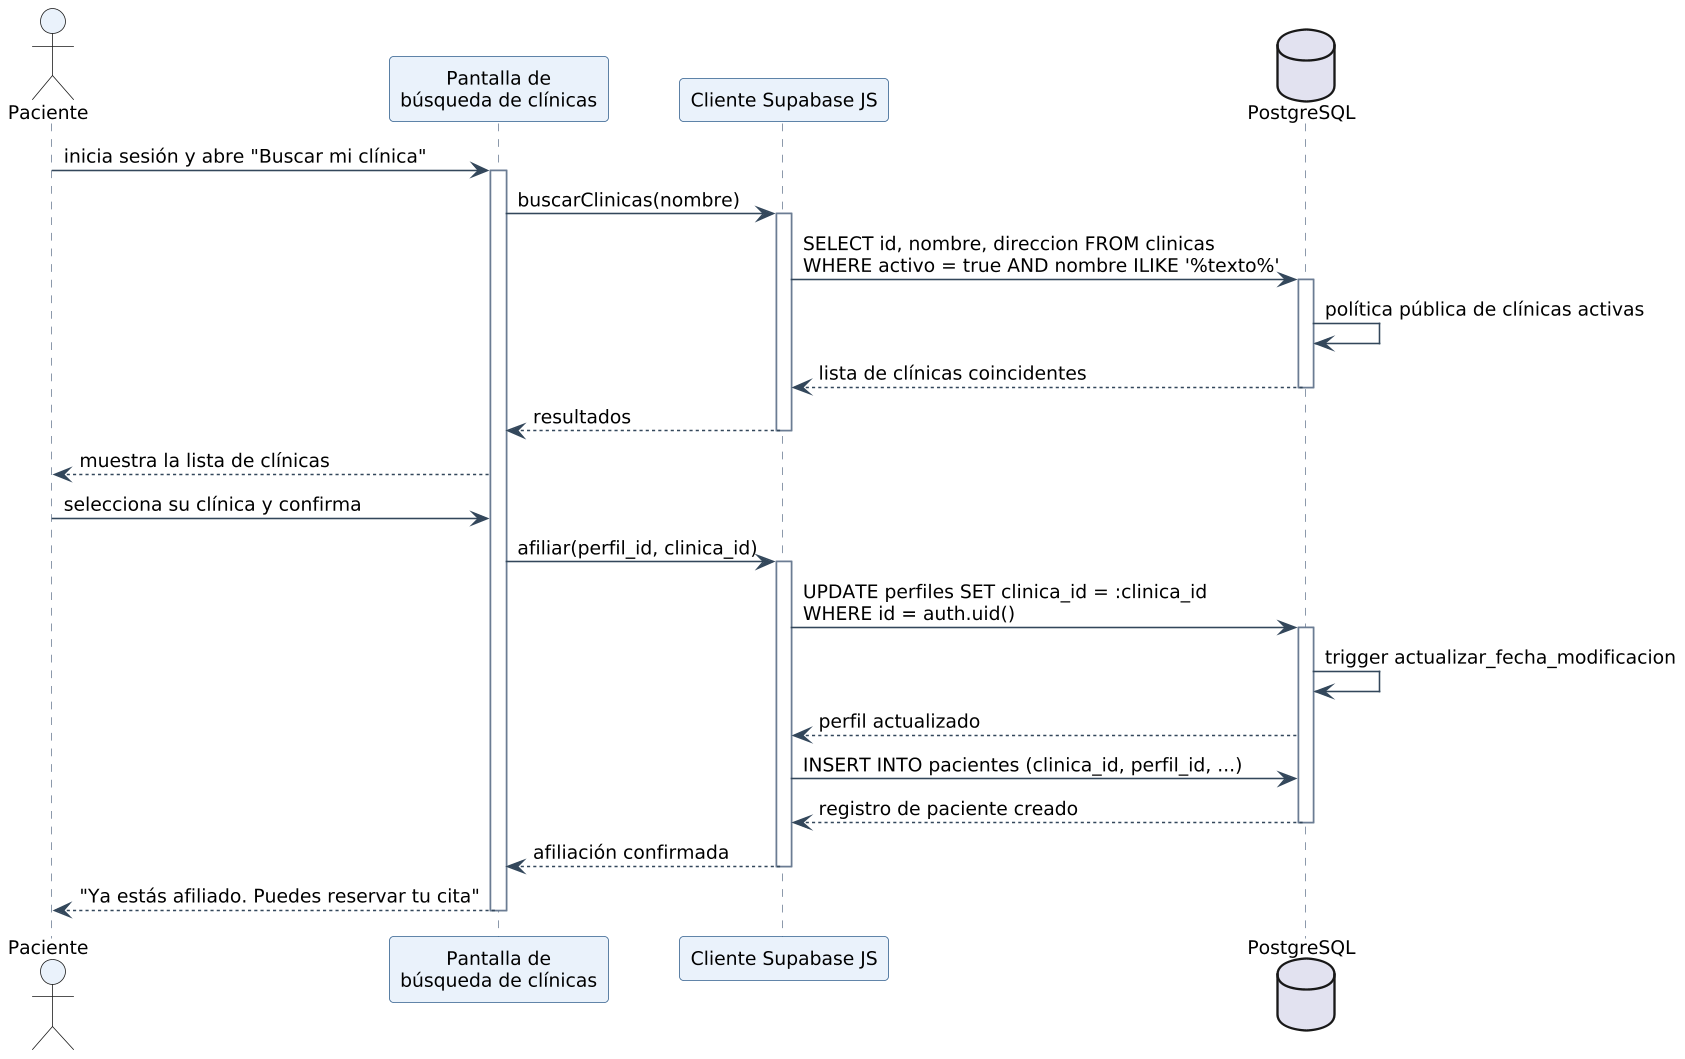 Paciente
Pantalla de
búsqueda de clínicas
Cliente Supabase JS
PostgreSQL
inicia sesión y abre "Buscar mi clínica"
buscarClinicas(nombre)
SELECT id, nombre, direccion FROM clinicas
WHERE activo = true AND nombre ILIKE '%texto%'
política pública de clínicas activas
lista de clínicas coincidentes
resultados
muestra la lista de clínicas
selecciona su clínica y confirma
afiliar(perfil_id, clinica_id)
UPDATE perfiles SET clinica_id = :clinica_id
WHERE id = auth.uid()
trigger actualizar_fecha_modificacion
perfil actualizado
INSERT INTO pacientes (clinica_id, perfil_id, ...)
registro de paciente creado
afiliación confirmada
"Ya estás afiliado. Puedes reservar tu cita"
Paciente
Pantalla de
búsqueda de clínicas
Cliente Supabase JS
PostgreSQL